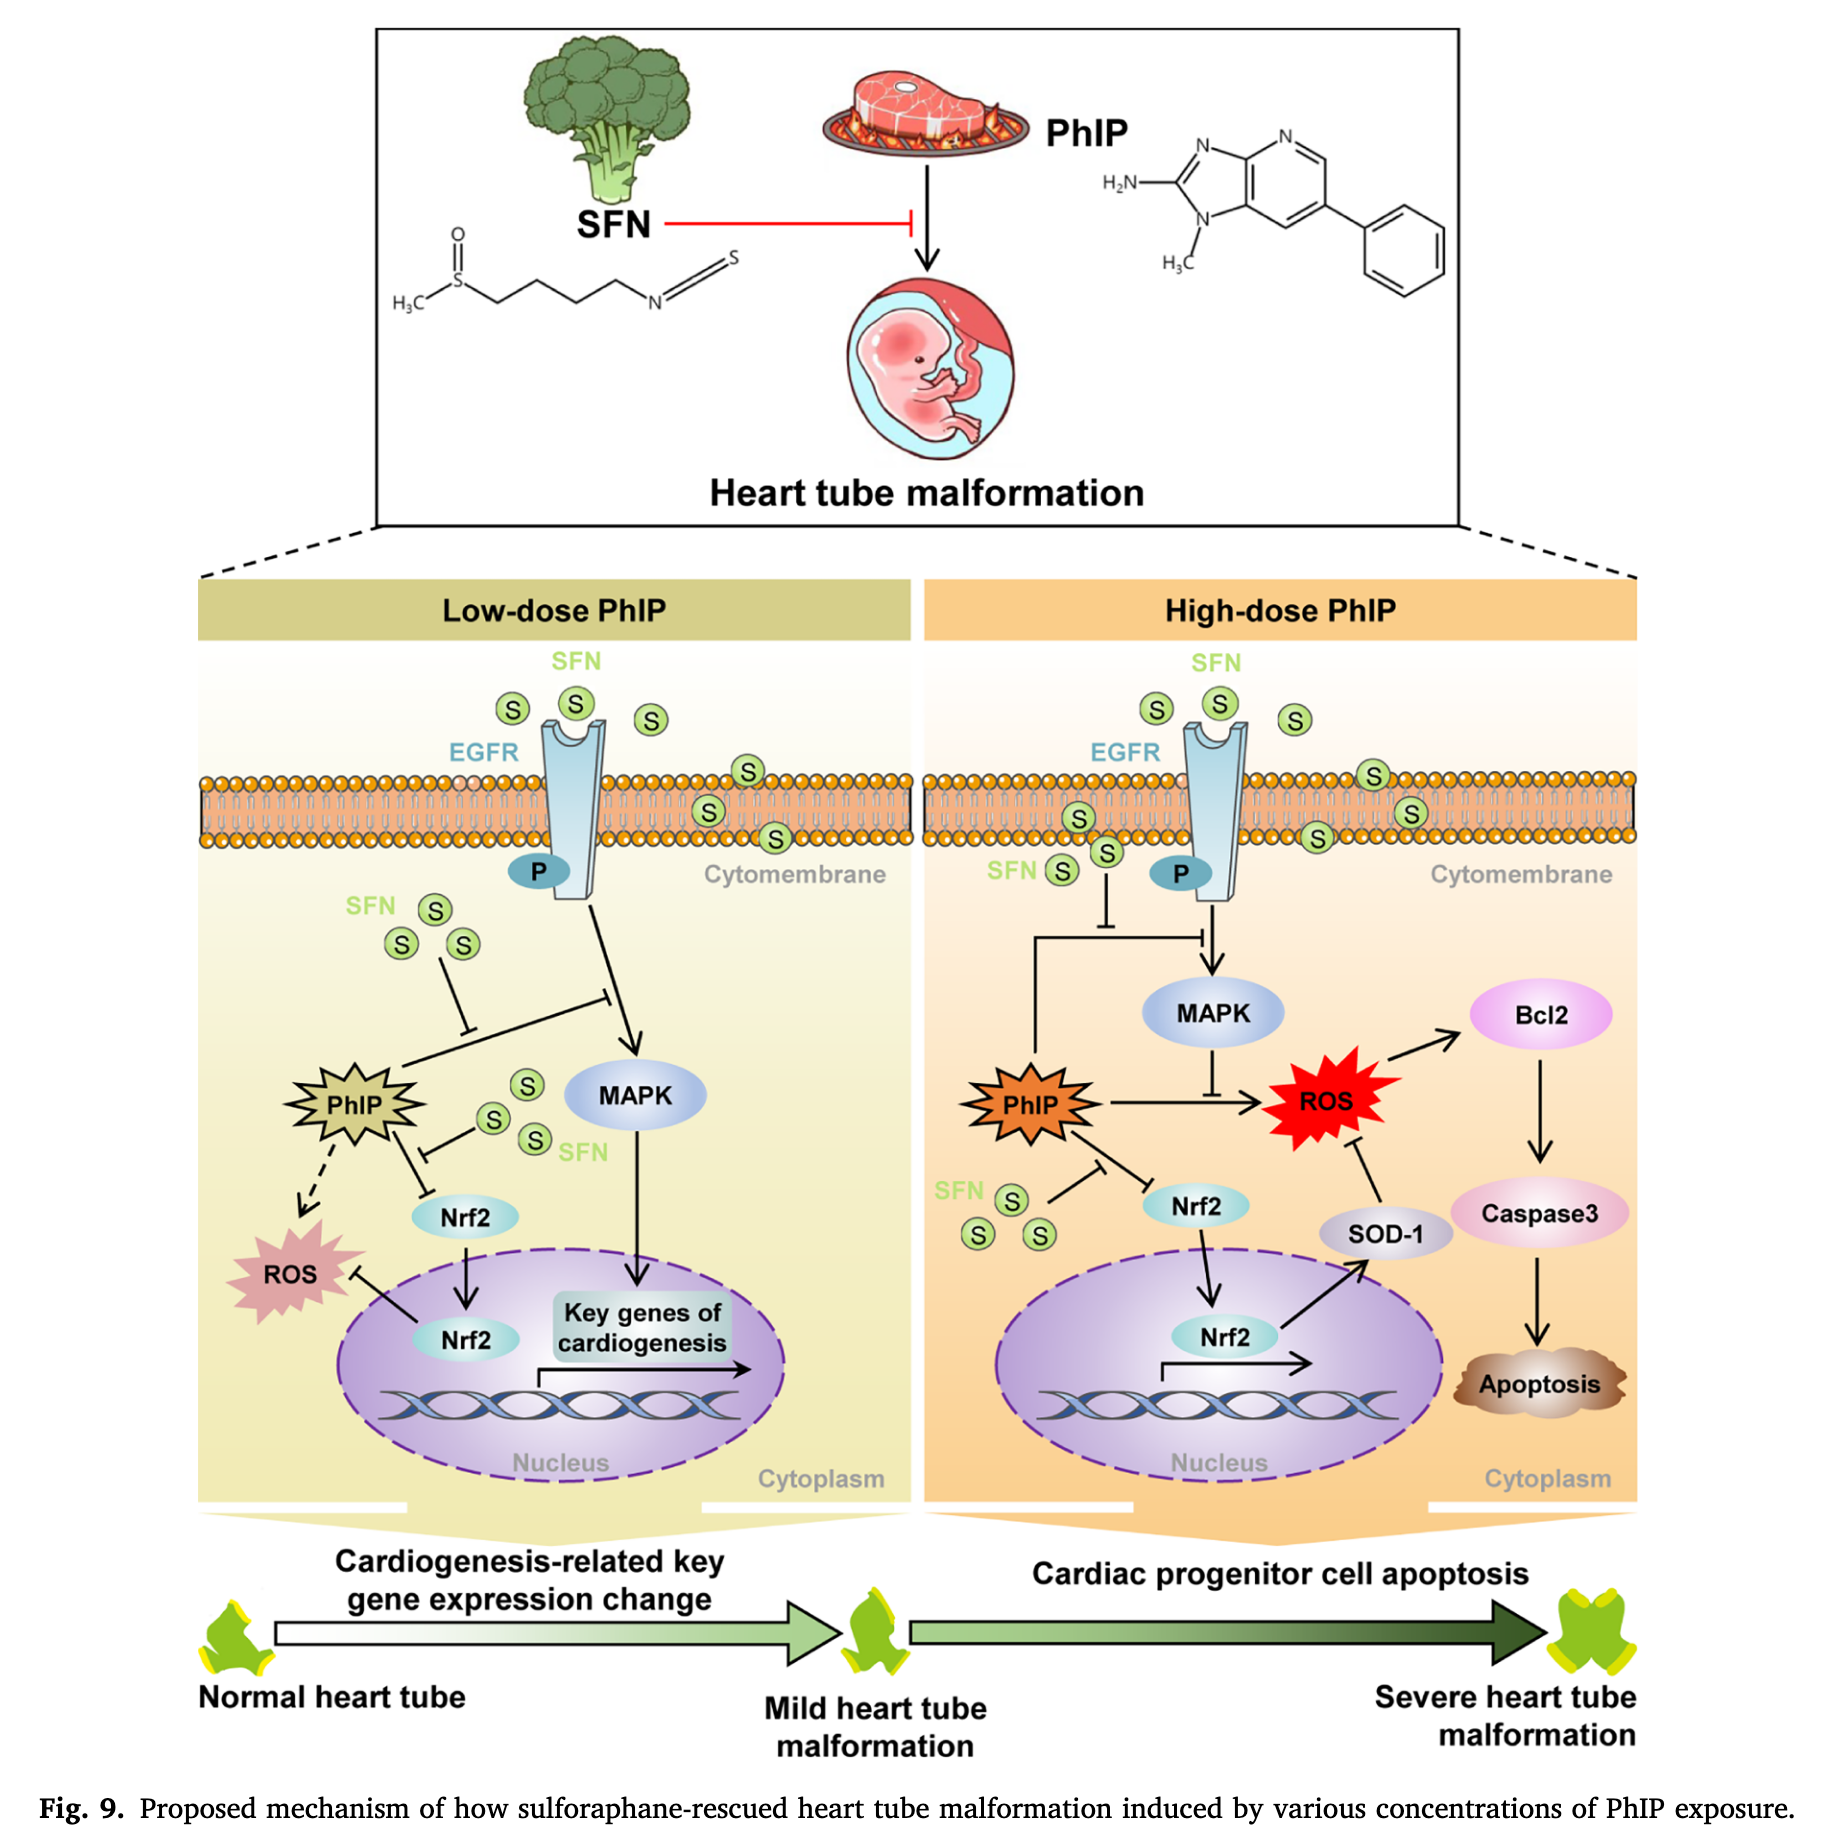 PhIP
SFN
N
N
H₂N
N
H₃C
O
S
H₃C
N
S
Heart tube malformation
Low-dose PhIP
SFN
S
S
S
EGFR
S
S
S
P
Cytomembrane
SFN
S
S
S
PhIP
MAPK
S
S
S
SFN
Nrf2
ROS
Nrf2
Key genes of
cardiogenesis
Nucleus
Cytoplasm
High-dose PhIP
SFN
S
S
S
EGFR
S
S
S
S
S
SFN
S
P
Cytomembrane
MAPK
Bcl2
PhIP
ROS
SFN
S
S
S
Nrf2
SOD-1
Caspase3
Nrf2
Apoptosis
Nucleus
Cytoplasm
Cardiogenesis-related key
gene expression change
Cardiac progenitor cell apoptosis
Normal heart tube
Mild heart tube
malformation
Severe heart tube
malformation
Fig. 9. Proposed mechanism of how sulforaphane-rescued heart tube malformation induced by various concentrations of PhIP exposure.